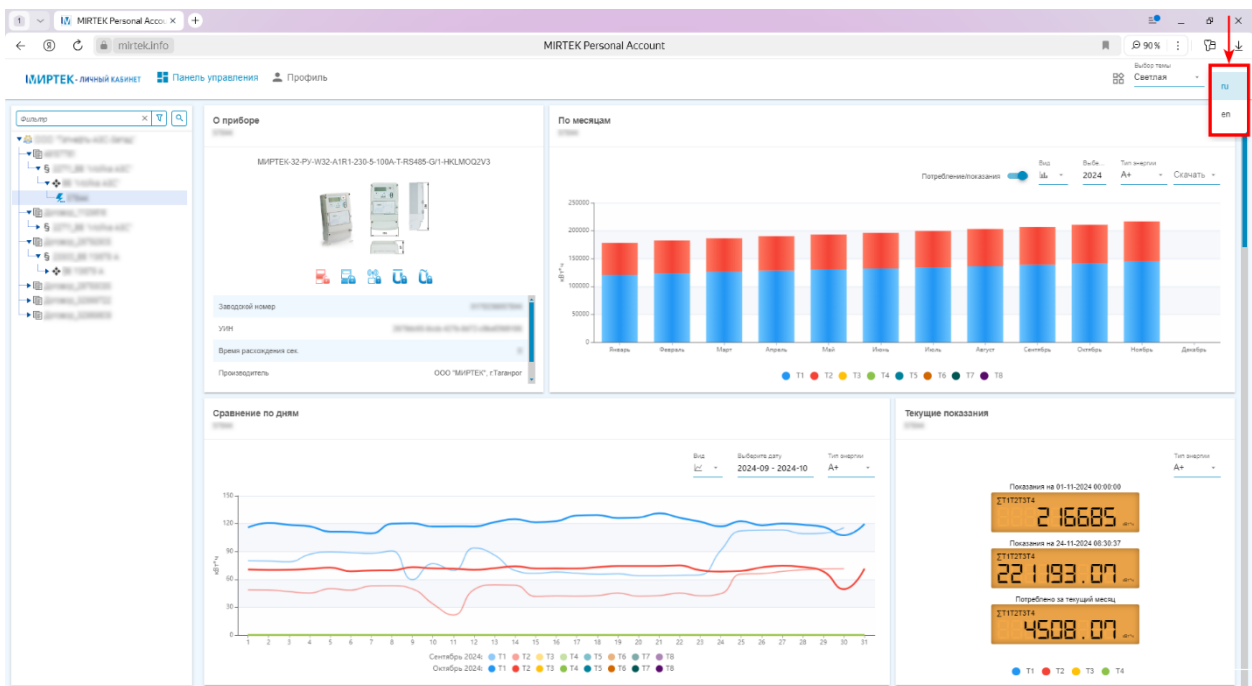 1
MIRTEK Personal Accou
mirtek.info
MIRTEK Personal Account
90 %
МИРТЕК - ЛИЧНЫЙ КАБИНЕТ
Панель управления
Профиль
Выбор темы
Светлая
ru
en
Фильтр
О приборе
МИРТЕК-32-РУ-W32-A1R1-230-5-100A-T-RS485-G/1-HKLMOQ2V3
Заводской номер
УИН
Время расхождения сек
Производитель
ООО "МИРТЕК", г.Таганрог
По месяцам
Потребление/показания
Вид
Выбе...
2024
Тип энергии
A+
Скачать
кВт*ч
250000
200000
150000
100000
50000
0
Январь Февраль Март Апрель Май Июнь Июль Август Сентябрь Октябрь Ноябрь Декабрь
T1 T2 T3 T4 T5 T6 T7 T8
Сравнение по дням
Вид
Выберите дату
2024-09 - 2024-10
Тип энергии
A+
кВт*ч
150
120
90
60
30
0
1 2 3 4 5 6 7 8 9 10 11 12 13 14 15 16 17 18 19 20 21 22 23 24 25 26 27 28 29 30 31
Сентябрь 2024: T1 T2 T3 T4 T5 T6 T7 T8
Октябрь 2024: T1 T2 T3 T4 T5 T6 T7 T8
Текущие показания
Тип энергии
A+
Показания на 01-11-2024 00:00:00
∑T1T2T3T4
216685
Показания на 24-11-2024 08:30:37
∑T1T2T3T4
221193.07
Потреблено за текущий месяц
∑T1T2T3T4
4508.07
T1 T2 T3 T4